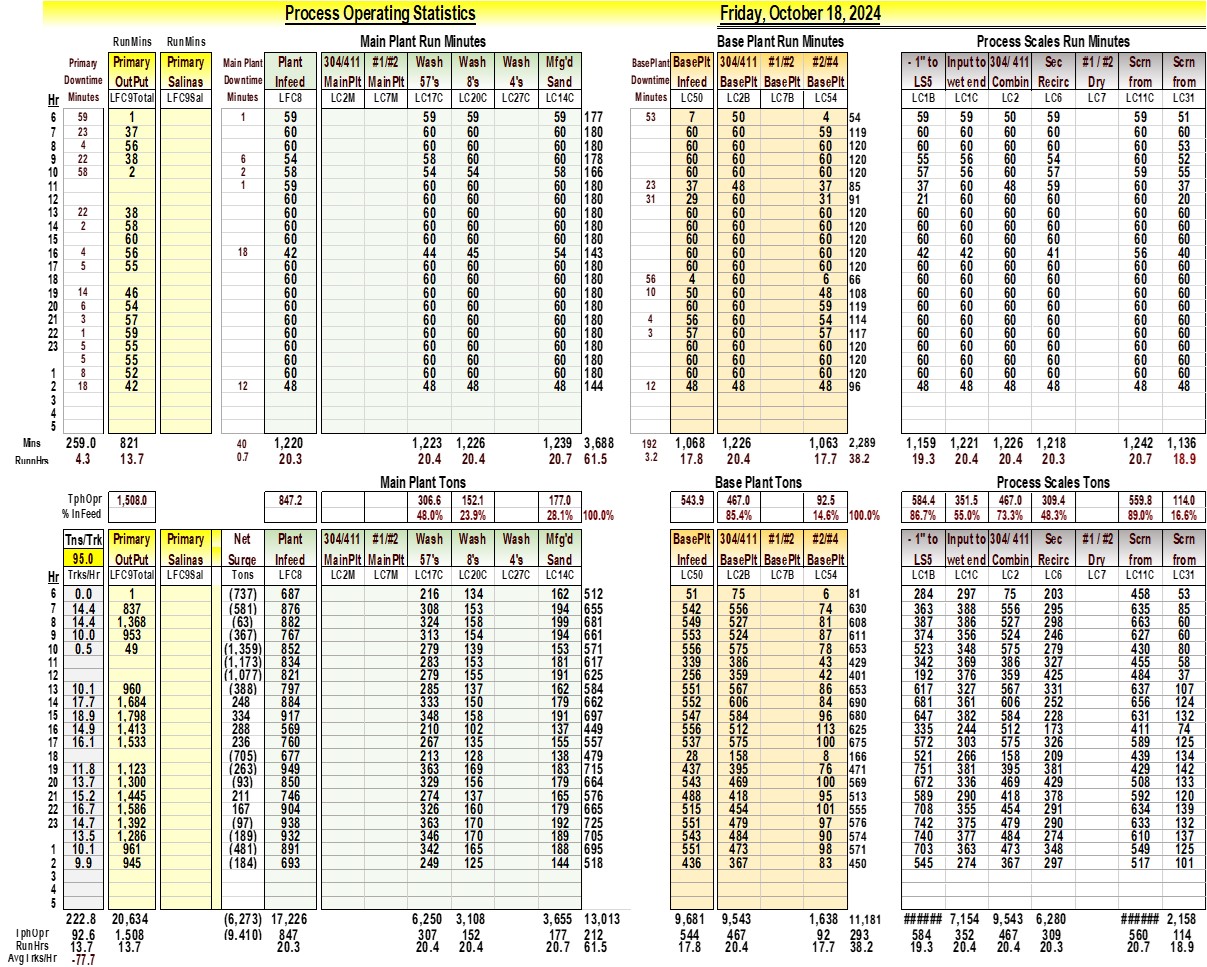 Process Operating Statistics Friday, October 18, 2024
RunMins RunMins Main Plant Run Minutes Base Plant Run Minutes Process Scales Run Minutes
Primary Primary Primary Main Plant Plant 304/411 #1/#2 Wash Wash Wash Mfg'd BasePlant BasePlt 304/411 #1/#2 #2/#4 - 1" to Input to 304/ 411 Sec #1 / #2 Scrn Scrn
Downtime OutPut Salinas Downtime Infeed MainPlt MainPlt 57's 8's 4's Sand Downtime Infeed BasePlt BasePlt BasePlt LS5 wet end Combin Recirc Dry from from
Hr Minutes LFC9Total LFC9Sal Minutes LFC8 LC2M LC7M LC17C LC20C LC27C LC14C Minutes LC50 LC2B LC7B LC54 LC1B LC1C LC2 LC6 LC7 LC11C LC31
6 59 1 1 59 59 59 59 177 53 7 50 4 54 59 59 50 59 59 51
7 23 37 60 60 60 60 180 60 60 59 119 60 60 60 60 60 60
8 4 56 60 60 60 60 180 60 60 60 120 60 60 60 60 60 53
9 22 38 6 54 58 60 60 178 60 60 60 120 55 56 60 54 60 52
10 58 2 2 58 54 54 58 166 60 60 60 120 57 56 60 57 59 55
11 1 59 60 60 60 180 23 37 48 37 85 37 60 48 59 60 37
12 60 60 60 60 180 31 29 60 31 91 21 60 60 60 60 20
13 22 38 60 60 60 60 180 60 60 60 120 60 60 60 60 60 60
14 2 58 60 60 60 60 180 60 60 60 120 60 60 60 60 60 60
15 60 60 60 60 60 180 60 60 60 120 60 60 60 60 60 60
16 4 56 18 42 44 45 54 143 60 60 60 120 42 42 60 41 56 40
17 5 55 60 60 60 60 180 60 60 60 120 60 60 60 60 60 60
18 60 60 60 60 180 56 4 60 6 66 60 60 60 60 60 60
19 14 46 60 60 60 60 180 10 50 60 48 108 60 60 60 60 60 60
20 6 54 60 60 60 60 180 60 60 59 119 60 60 60 60 60 60
21 3 57 60 60 60 60 180 4 56 60 54 114 60 60 60 60 60 60
22 1 59 60 60 60 60 180 3 57 60 57 117 60 60 60 60 60 60
23 5 55 60 60 60 60 180 60 60 60 120 60 60 60 60 60 60
5 55 60 60 60 60 180 60 60 60 120 60 60 60 60 60 60
1 8 52 60 60 60 60 180 60 60 60 120 60 60 60 60 60 60
2 18 42 12 48 48 48 48 144 12 48 48 48 96 48 48 48 48 48 48
3
4
5
Mins 259.0 821 40 1,220 1,223 1,226 1,239 3,688 192 1,068 1,226 1,063 2,289 1,159 1,221 1,226 1,218 1,242 1,136
RunnHrs 4.3 13.7 0.7 20.3 20.4 20.4 20.7 61.5 3.2 17.8 20.4 17.7 38.2 19.3 20.4 20.4 20.3 20.7 18.9
Main Plant Tons Base Plant Tons Process Scales Tons
TphOpr 1,508.0 847.2 306.6 152.1 177.0 543.9 467.0 92.5 584.4 351.5 467.0 309.4 559.8 114.0
% InFeed 48.0% 23.9% 28.1% 100.0% 85.4% 14.6% 100.0% 86.7% 55.0% 73.3% 48.3% 89.0% 16.6%
Tns/Trk Primary Primary Net Plant 304/411 #1/#2 Wash Wash Wash Mfg'd BasePlt 304/411 #1/#2 #2/#4 - 1" to Input to 304/ 411 Sec #1 / #2 Scrn Scrn
95.0 OutPut Salinas Surge Infeed MainPlt MainPlt 57's 8's 4's Sand Infeed BasePlt BasePlt BasePlt LS5 wet end Combin Recirc Dry from from
Hr Trks/Hr LFC9Total LFC9Sal Tons LFC8 LC2M LC7M LC17C LC20C LC27C LC14C LC50 LC2B LC7B LC54 LC1B LC1C LC2 LC6 LC7 LC11C LC31
6 0.0 1 (737) 687 216 134 162 512 51 75 6 81 284 297 75 203 458 53
7 14.4 837 (581) 876 308 153 194 655 542 556 74 630 363 388 556 295 635 85
8 14.4 1,368 (63) 882 324 158 199 681 549 527 81 608 387 386 527 298 663 60
9 10.0 953 (367) 767 313 154 194 661 553 524 87 611 374 356 524 246 627 60
10 0.5 49 (1,359) 852 279 139 153 571 556 575 78 653 523 348 575 279 430 80
11 (1,173) 834 283 153 181 617 339 386 43 429 342 369 386 327 455 58
12 (1,077) 821 279 155 191 625 256 359 42 401 192 376 359 425 484 37
13 10.1 960 (388) 797 285 137 162 584 551 567 86 653 617 327 567 331 637 107
14 17.7 1,684 248 884 333 150 179 662 552 606 84 690 681 361 606 252 656 124
15 18.9 1,798 334 917 348 158 191 697 547 584 96 680 647 382 584 228 631 132
16 14.9 1,413 288 569 210 102 137 449 556 512 113 625 335 244 512 173 411 74
17 16.1 1,533 236 760 267 135 155 557 537 575 100 675 572 303 575 326 589 125
18 (705) 677 213 128 138 479 28 158 8 166 521 266 158 209 439 134
19 11.8 1,123 (263) 949 363 169 183 715 437 395 76 471 751 381 395 381 429 142
20 13.7 1,300 (93) 850 329 156 179 664 543 469 100 569 672 336 469 429 508 133
21 15.2 1,445 211 746 274 137 165 576 488 418 95 513 589 290 418 378 592 120
22 16.7 1,586 167 904 326 160 179 665 515 454 101 555 708 355 454 291 634 139
23 14.7 1,392 (97) 938 363 170 192 725 551 479 97 576 742 375 479 290 633 132
13.5 1,286 (189) 932 346 170 189 705 543 484 90 574 740 377 484 274 610 137
1 10.1 961 (481) 891 342 165 188 695 551 473 98 571 703 363 473 348 549 125
2 9.9 945 (184) 693 249 125 144 518 436 367 83 450 545 274 367 297 517 101
3
4
5
222.8 20,634 (6,273) 17,226 6,250 3,108 3,655 13,013 9,681 9,543 1,638 11,181 ###### 7,154 9,543 6,280 ###### 2,158
TphOpr 92.6 1,508 (9.410) 847 307 152 177 212 544 467 92 293 584 352 467 309 560 114
RunHrs 13.7 13.7 20.3 20.4 20.4 20.7 61.5 17.8 20.4 17.7 38.2 19.3 20.4 20.4 20.3 20.7 18.9
AvgTrks/Hr -77.7